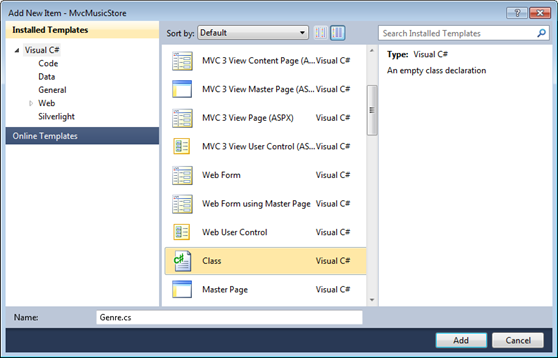 Add New Item - MvcMusicStore
Installed Templates
Visual C#
Code
Data
General
Web
Silverlight
Online Templates
Sort by: Default
MVC 3 View Content Page (A... Visual C#
MVC 3 View Master Page (AS... Visual C#
MVC 3 View Page (ASPX) Visual C#
MVC 3 View User Control (AS... Visual C#
Web Form Visual C#
Web Form using Master Page Visual C#
Web User Control Visual C#
Class Visual C#
Master Page Visual C#
Search Installed Templates
Type: Visual C#
An empty class declaration
Name: Genre.cs
Add Cancel